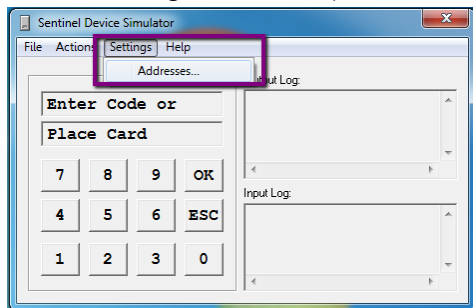 Sentinel Device Simulator
File Actions Settings Help
Addresses...
Enter Code or
Place Card
7 8 9 OK
4 5 6 ESC
1 2 3 0
Input Log: